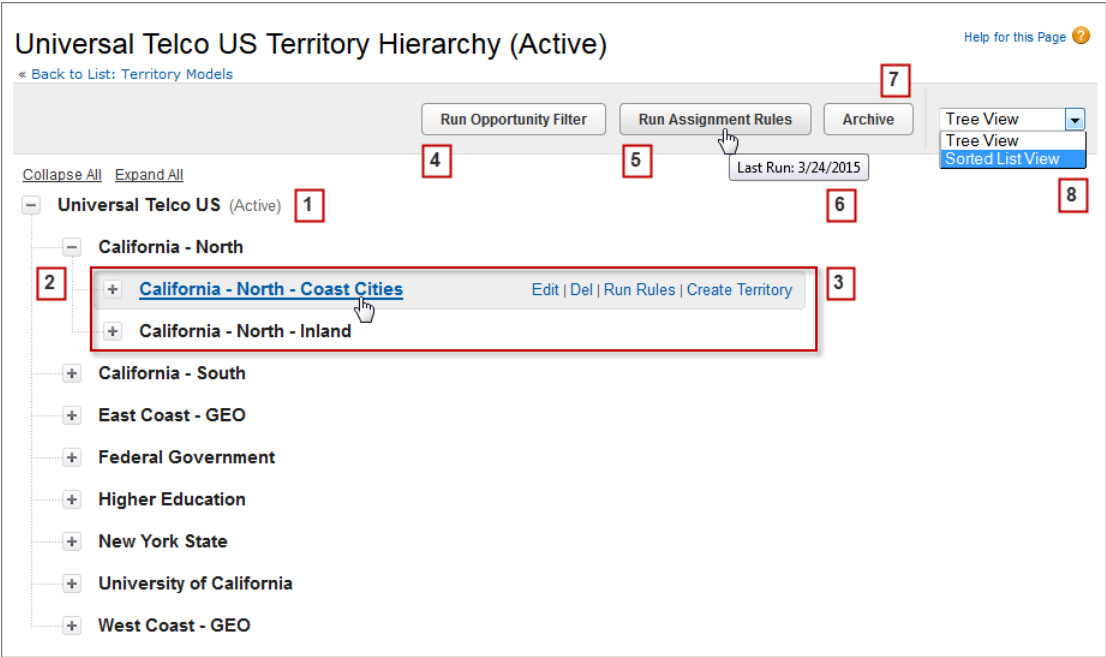 Universal Telco US Territory Hierarchy (Active)
Help for this Page ?
« Back to List: Territory Models
7
Run Opportunity Filter
Run Assignment Rules
Archive
Tree View
Tree View
Sorted List View
4
5
Last Run: 3/24/2015
6
8
Collapse All Expand All
Universal Telco US (Active)
1
California - North
2
California - North - Coast Cities
Edit | Del | Run Rules | Create Territory
3
California - North - Inland
California - South
East Coast - GEO
Federal Government
Higher Education
New York State
University of California
West Coast - GEO